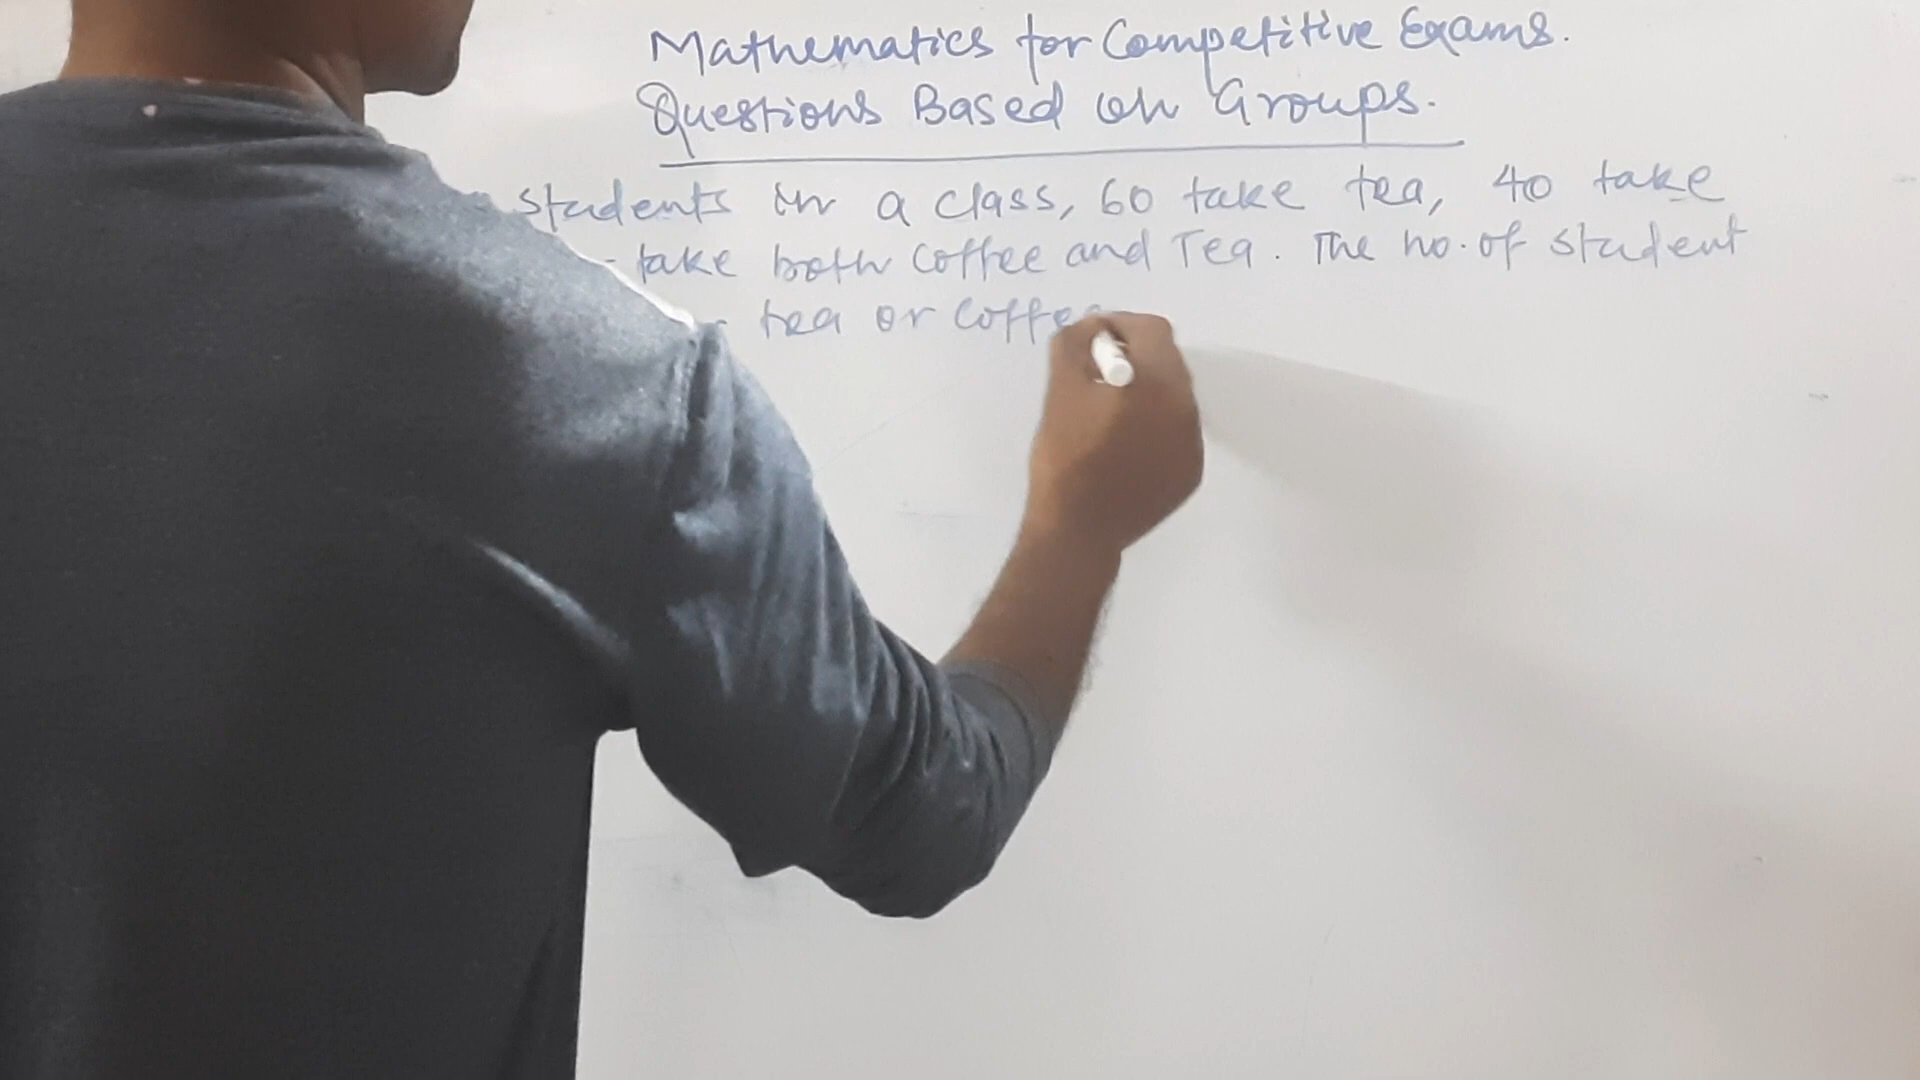 Mathematics for Competitive Exams.
Questions Based on Groups.
students in a class, 60 take tea, 40 take
take both Coffee and Tea. The no. of student
tea or Coffee